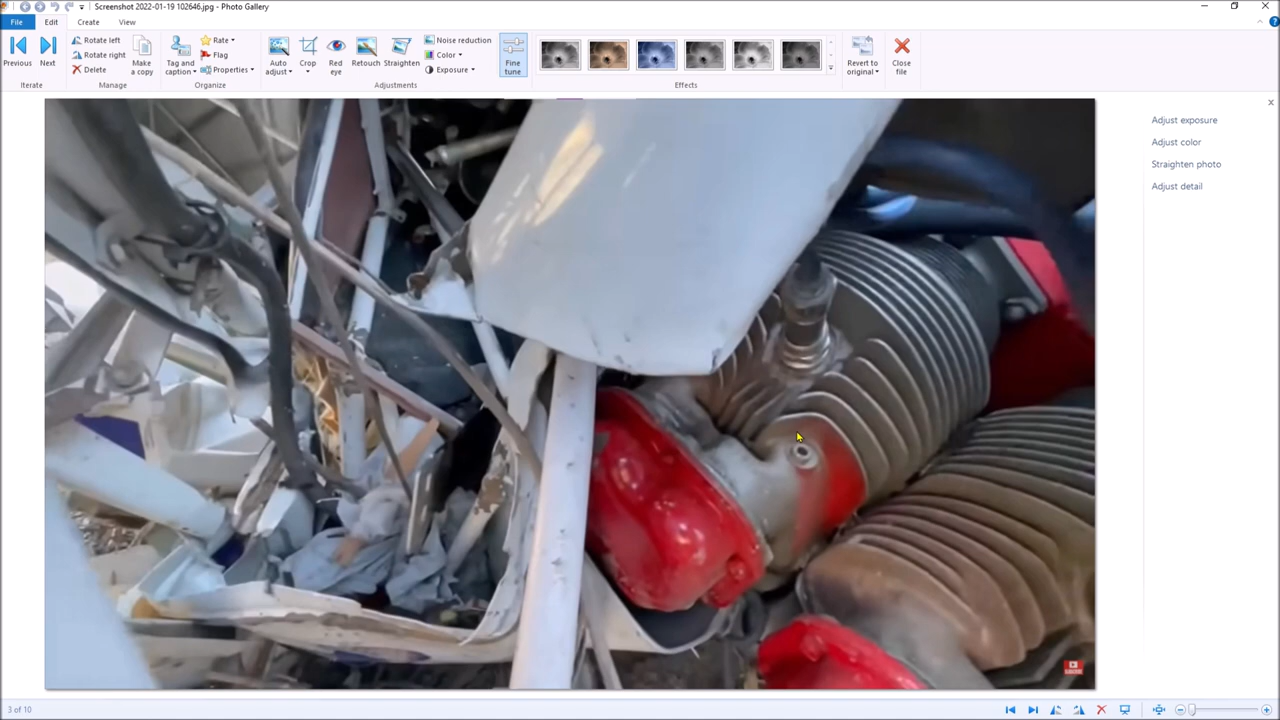 Screenshot 2022-01-19 102646.jpg - Photo Gallery
File Edit Create View
Previous Next
Iterate
Rotate left
Rotate right
Delete
Make a copy
Manage
Tag and caption
Rate
Flag
Properties
Organize
Auto adjust
Crop
Red eye
Retouch
Straighten
Noise reduction
Color
Exposure
Adjustments
Fine tune
Effects
Revert to original
Close file
Adjust exposure
Adjust color
Straighten photo
Adjust detail
3 of 10